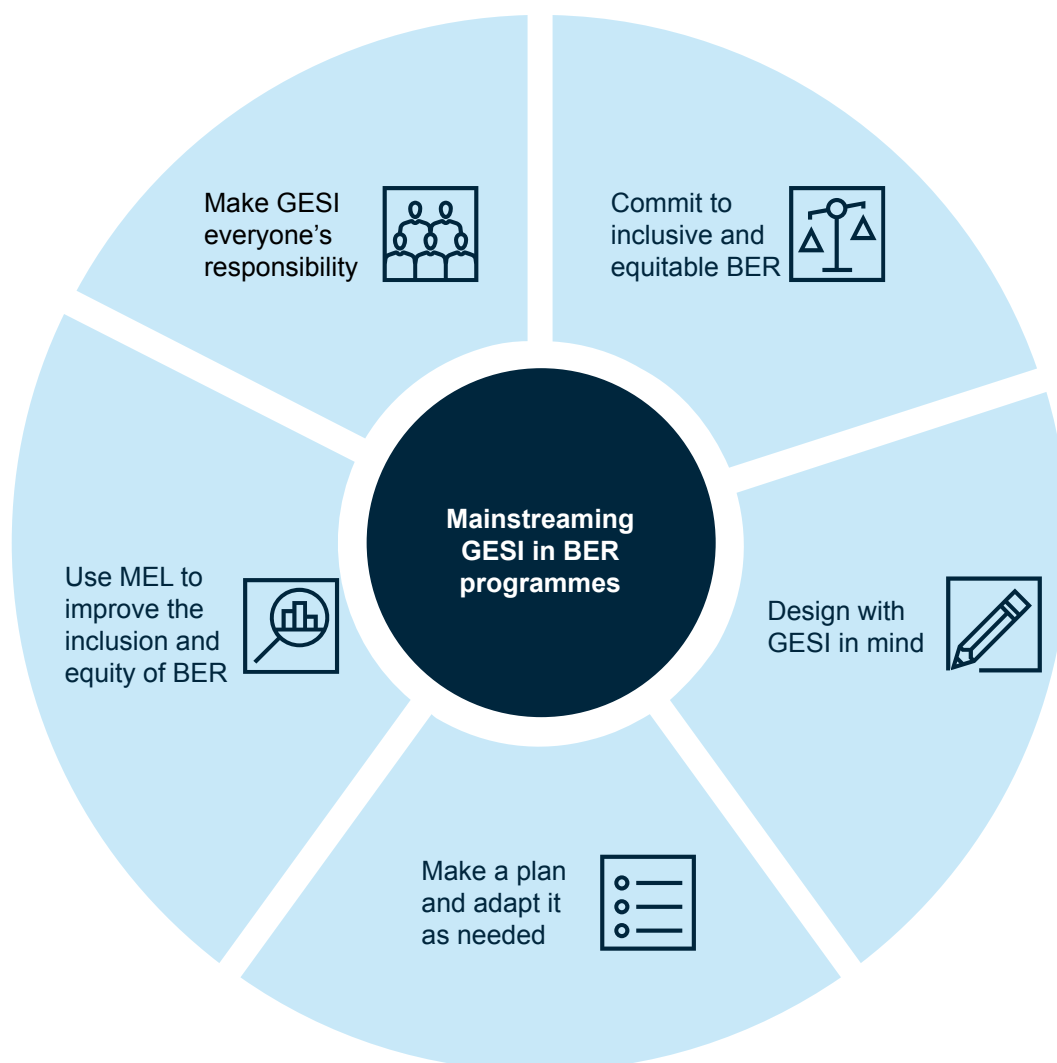 Make GESI
everyone’s
responsibility
Commit to
inclusive and
equitable BER
Mainstreaming
GESI in BER
programmes
Use MEL to
improve the
inclusion and
equity of BER
Design with
GESI in mind
Make a plan
and adapt it
as needed